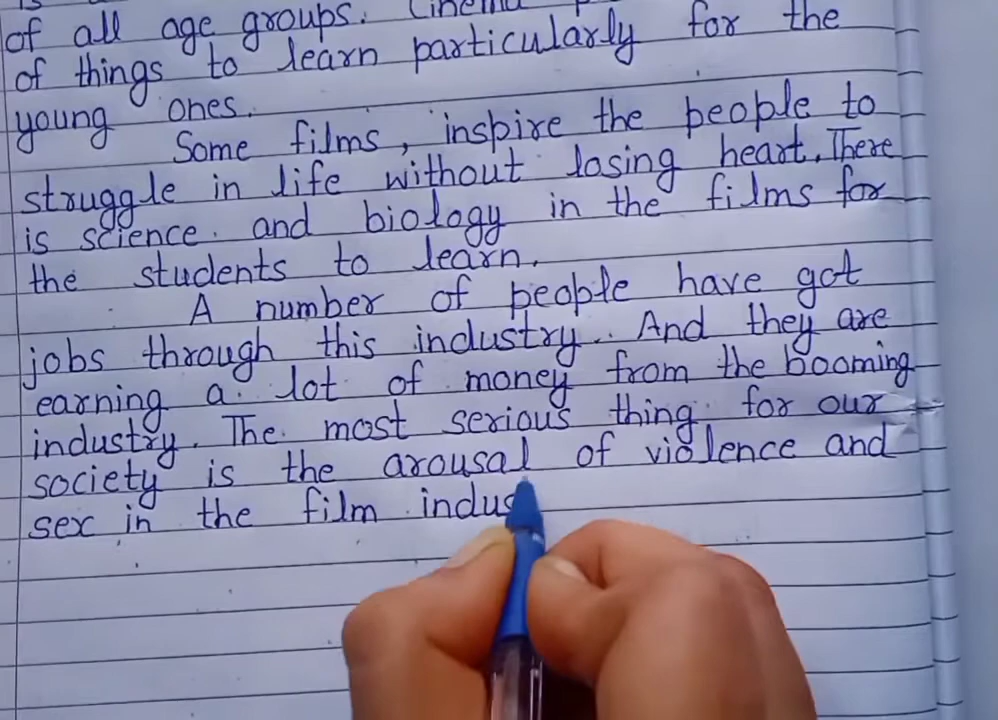 of all age groups. Cinema
of things to learn particularly for the
young ones.
Some films, inspire the people to
struggle in life without losing heart. There
is science. and biology in the films for
the students to learn.
A number of people have got
jobs through this industry. And they are
earning a lot of money from the booming
industry. The most serious thing for our
society is the arousal of violence and
sex in the film indus